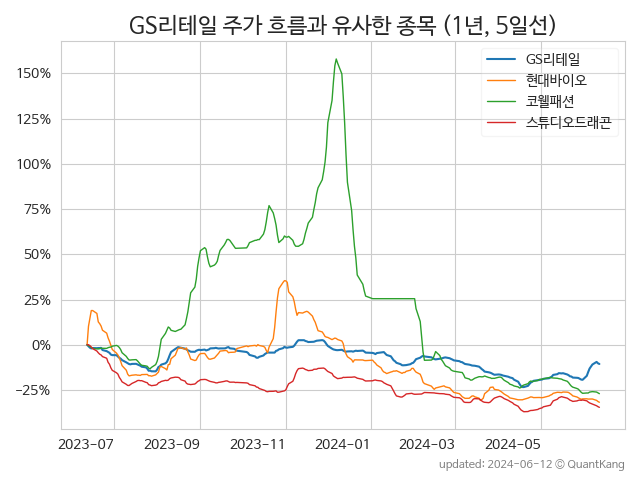 GS리테일 주가 흐름과 유사한 종목 (1년, 5일선)
GS리테일
현대바이오
코웰패션
스튜디오드래곤
150%
125%
100%
75%
50%
25%
0%
−25%
2023-07 2023-09 2023-11 2024-01 2024-03 2024-05
updated: 2024-06-12 © QuantKang